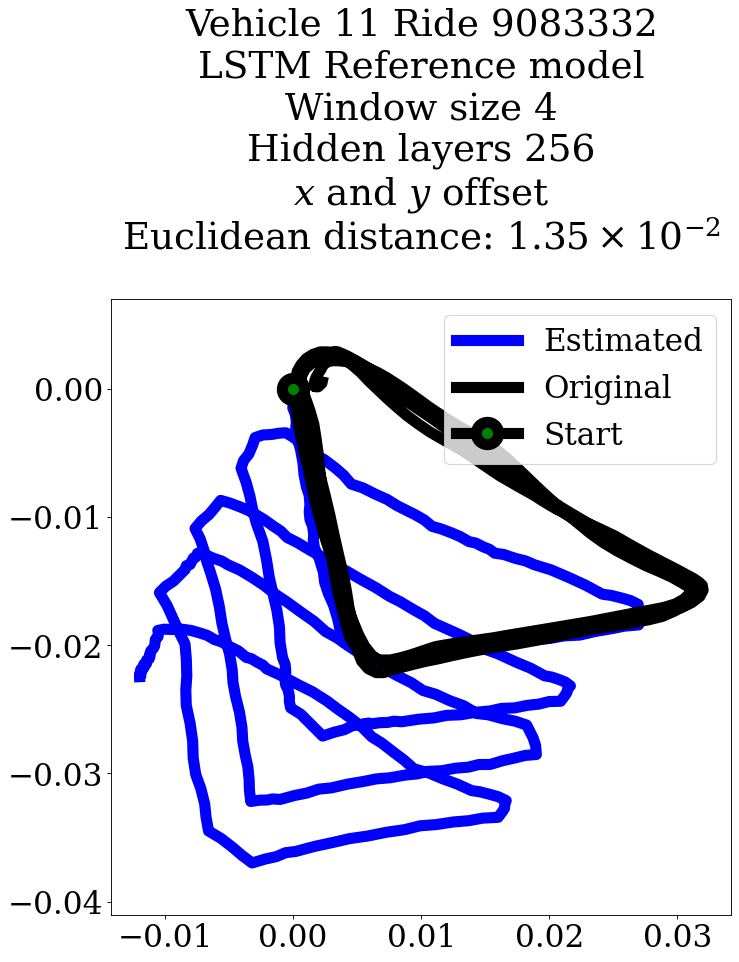 Vehicle 11 Ride 9083332
LSTM Reference model
Window size 4
Hidden layers 256
x and y offset
Euclidean distance: 1.35 × 10⁻²
Estimated
Original
Start
0.00
−0.01
−0.02
−0.03
−0.04
−0.01 0.00 0.01 0.02 0.03